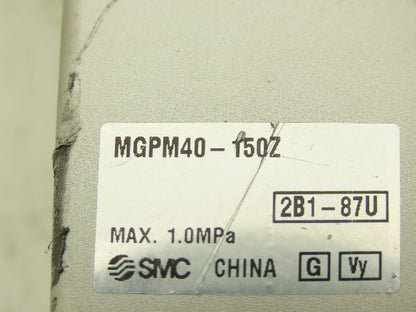 MGPM40-150Z
2B1-87U
MAX. 1.0MPa
SMC CHINA G Vy